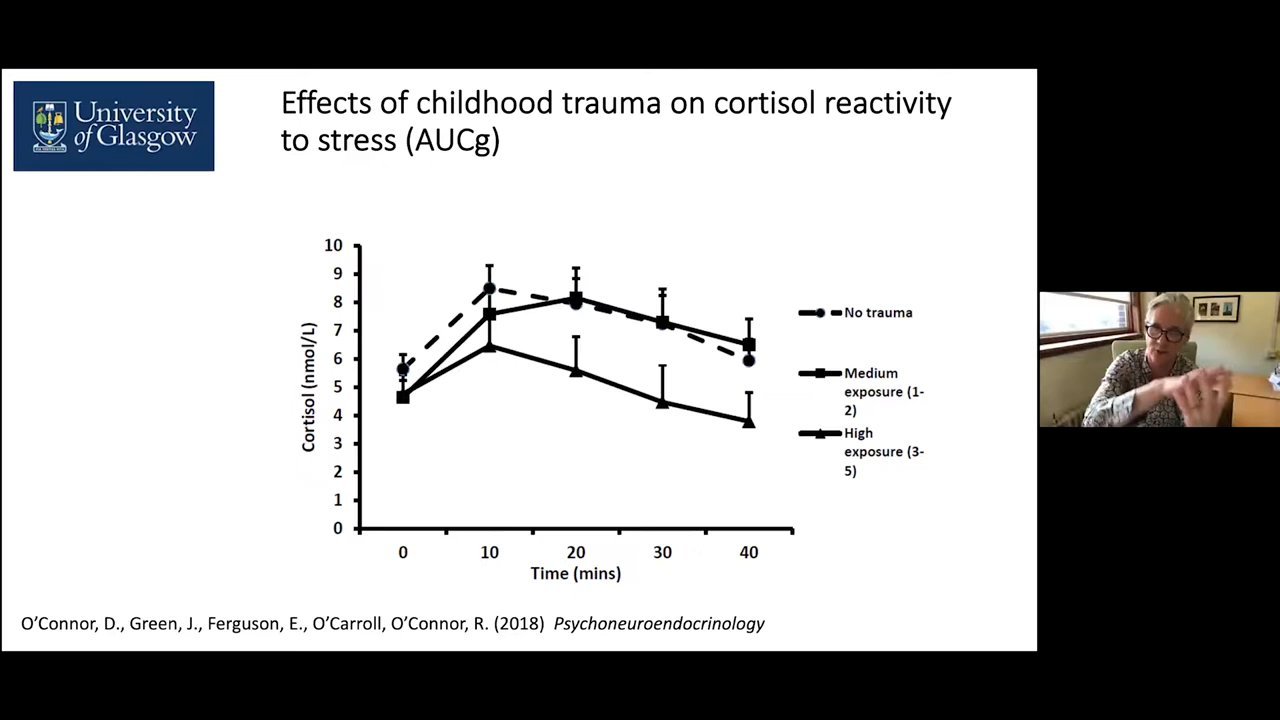 University
of Glasgow
Effects of childhood trauma on cortisol reactivity
to stress (AUCg)
10
9
8
7
6
5
4
3
2
1
0
Cortisol (nmol/L)
0 10 20 30 40
Time (mins)
No trauma
Medium
exposure (1-
2)
High
exposure (3-
5)
O'Connor, D., Green, J., Ferguson, E., O'Carroll, O'Connor, R. (2018) Psychoneuroendocrinology